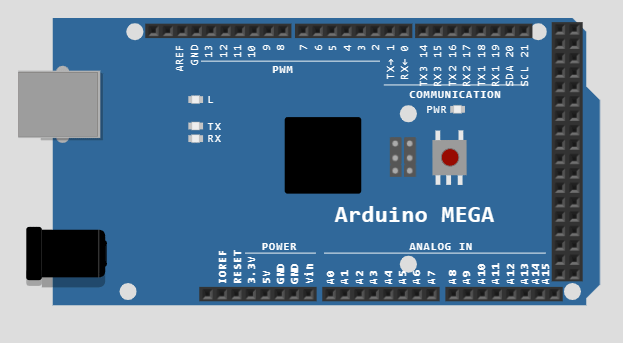 AREF GND 13 12 11 10 9 8 7 6 5 4 3 2 TX→ 1 RX← 0 TX3 14 RX3 15 TX2 16 RX2 17 TX1 18 RX1 19 SDA 20 SCL 21
PWM
COMMUNICATION
L
PWR
TX
RX
Arduino MEGA
POWER
ANALOG IN
IOREF RESET 3.3V 5V GND GND Vin A0 A1 A2 A3 A4 A5 A6 A7 A8 A9 A10 A11 A12 A13 A14 A15